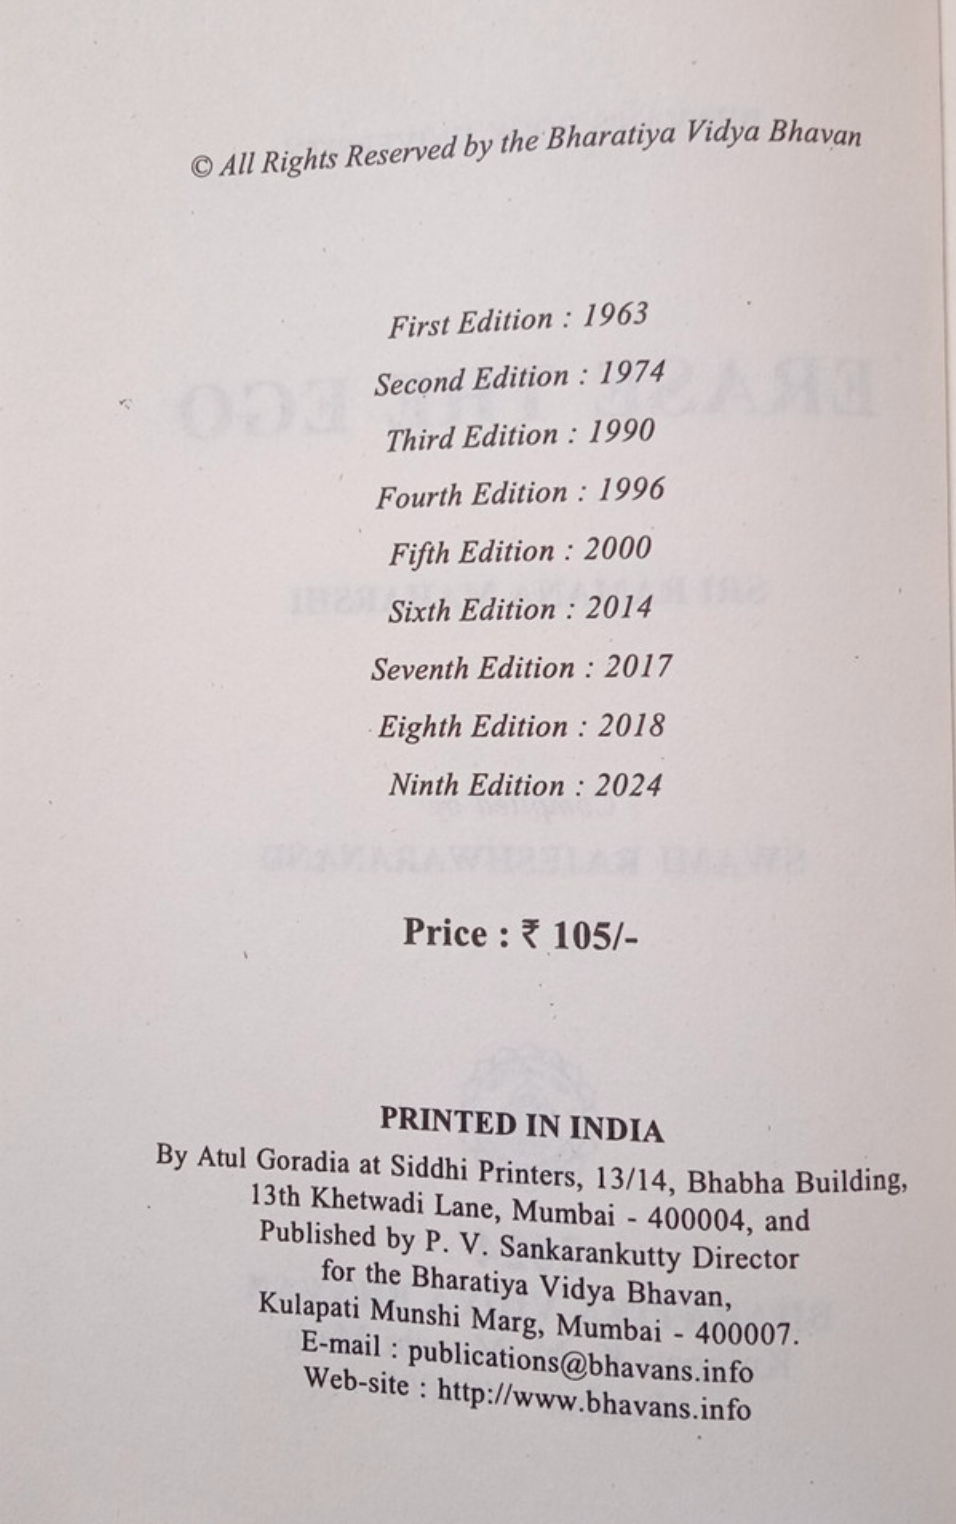 © All Rights Reserved by the Bharatiya Vidya Bhavan
First Edition : 1963
Second Edition : 1974
Third Edition : 1990
Fourth Edition : 1996
Fifth Edition : 2000
Sixth Edition : 2014
Seventh Edition : 2017
Eighth Edition : 2018
Ninth Edition : 2024
Price : ₹ 105/-
PRINTED IN INDIA
By Atul Goradia at Siddhi Printers, 13/14, Bhabha Building,
13th Khetwadi Lane, Mumbai - 400004, and
Published by P. V. Sankarankutty Director
for the Bharatiya Vidya Bhavan,
Kulapati Munshi Marg, Mumbai - 400007.
E-mail : publications@bhavans.info
Web-site : http://www.bhavans.info